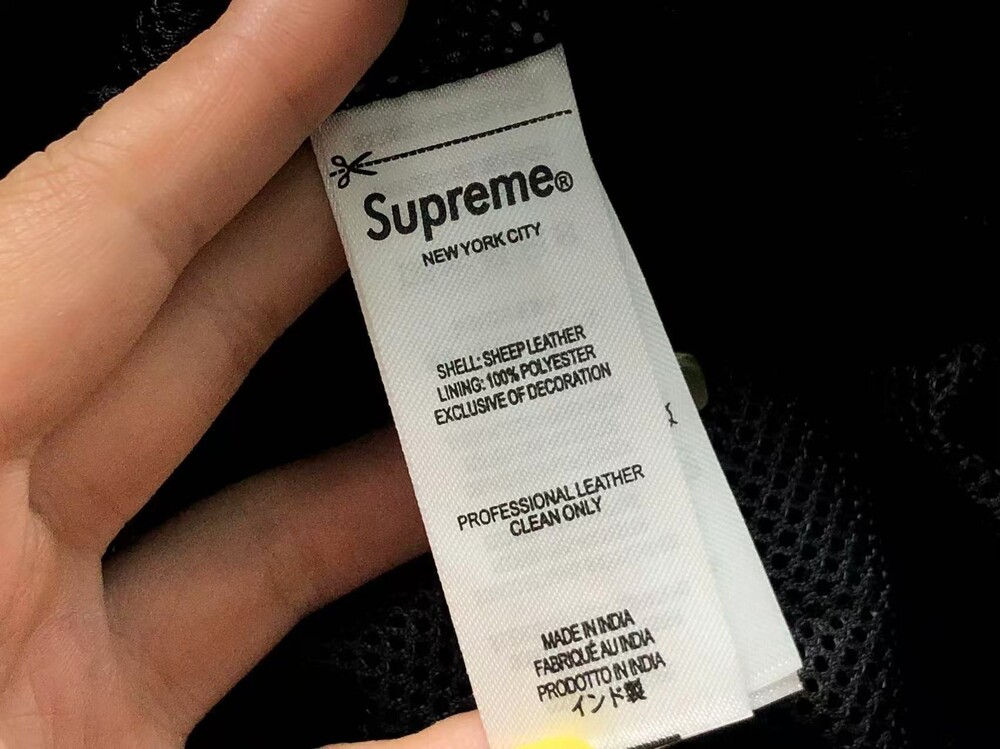 Supreme®
NEW YORK CITY
SHELL: SHEEP LEATHER
LINING: 100% POLYESTER
EXCLUSIVE OF DECORATION
PROFESSIONAL LEATHER
CLEAN ONLY
MADE IN INDIA
FABRIQUÉ AU INDIA
PRODOTTO IN INDIA
インド製